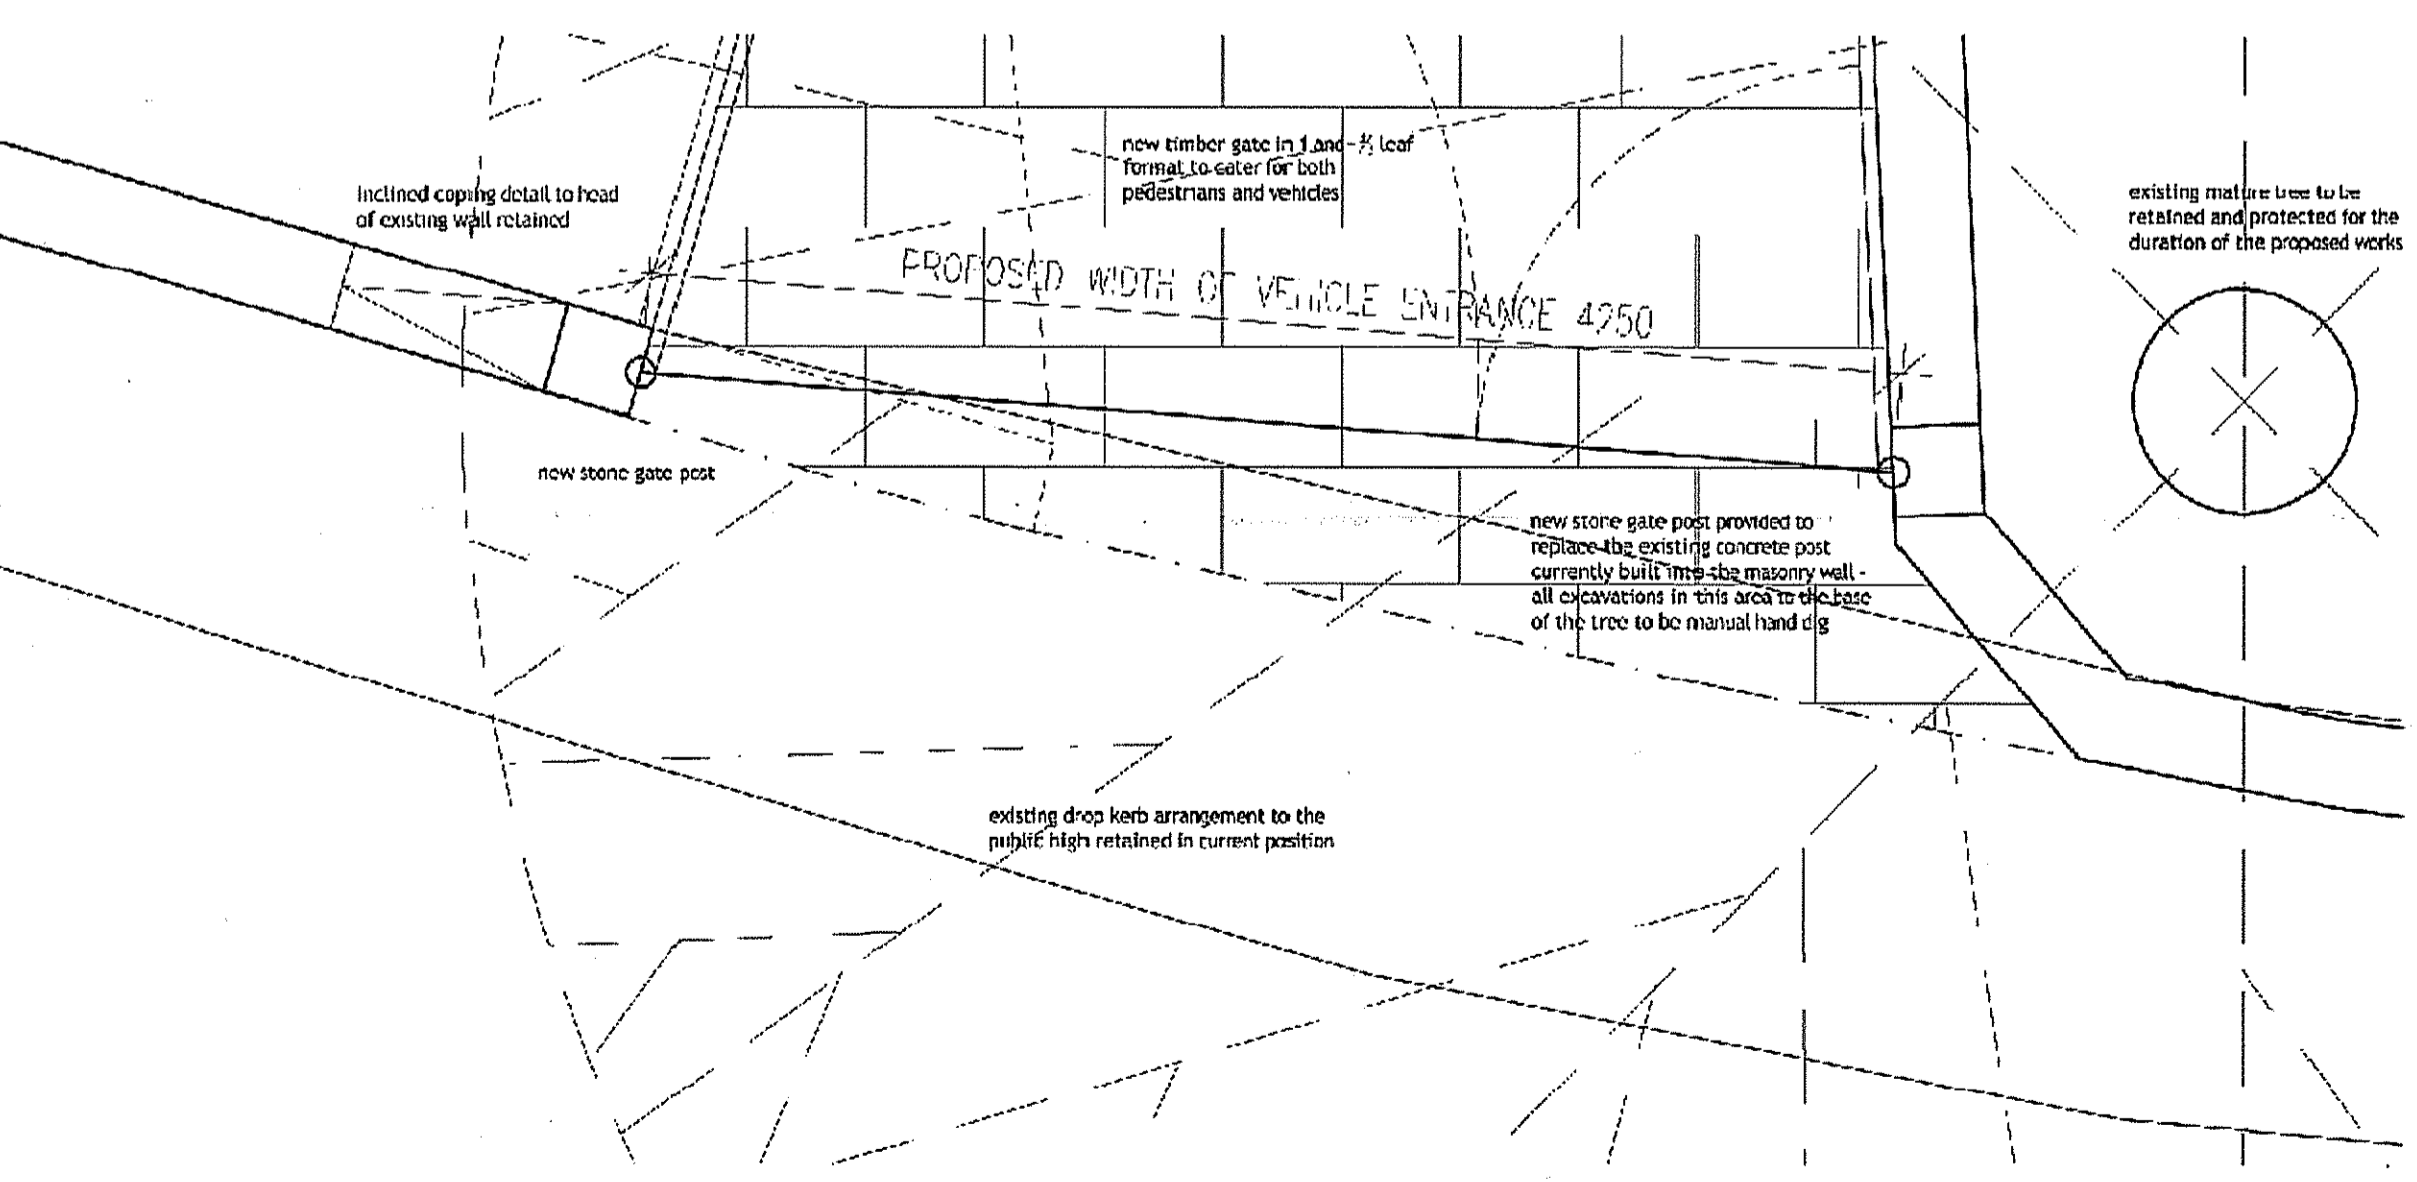 new timber gate in 1 and - ½ leaf
format to cater for both
pedestrians and vehicles
inclined coping detail to head
of existing wall retained
existing mature tree to be
retained and protected for the
duration of the proposed works
PROPOSED WIDTH OF VEHICLE ENTRANCE 4250
new stone gate post
new stone gate post provided to
replace the existing concrete post
currently built into the masonry wall -
all excavations in this area to the base
of the tree to be manual hand dig
existing drop kerb arrangement to the
public high retained in current position